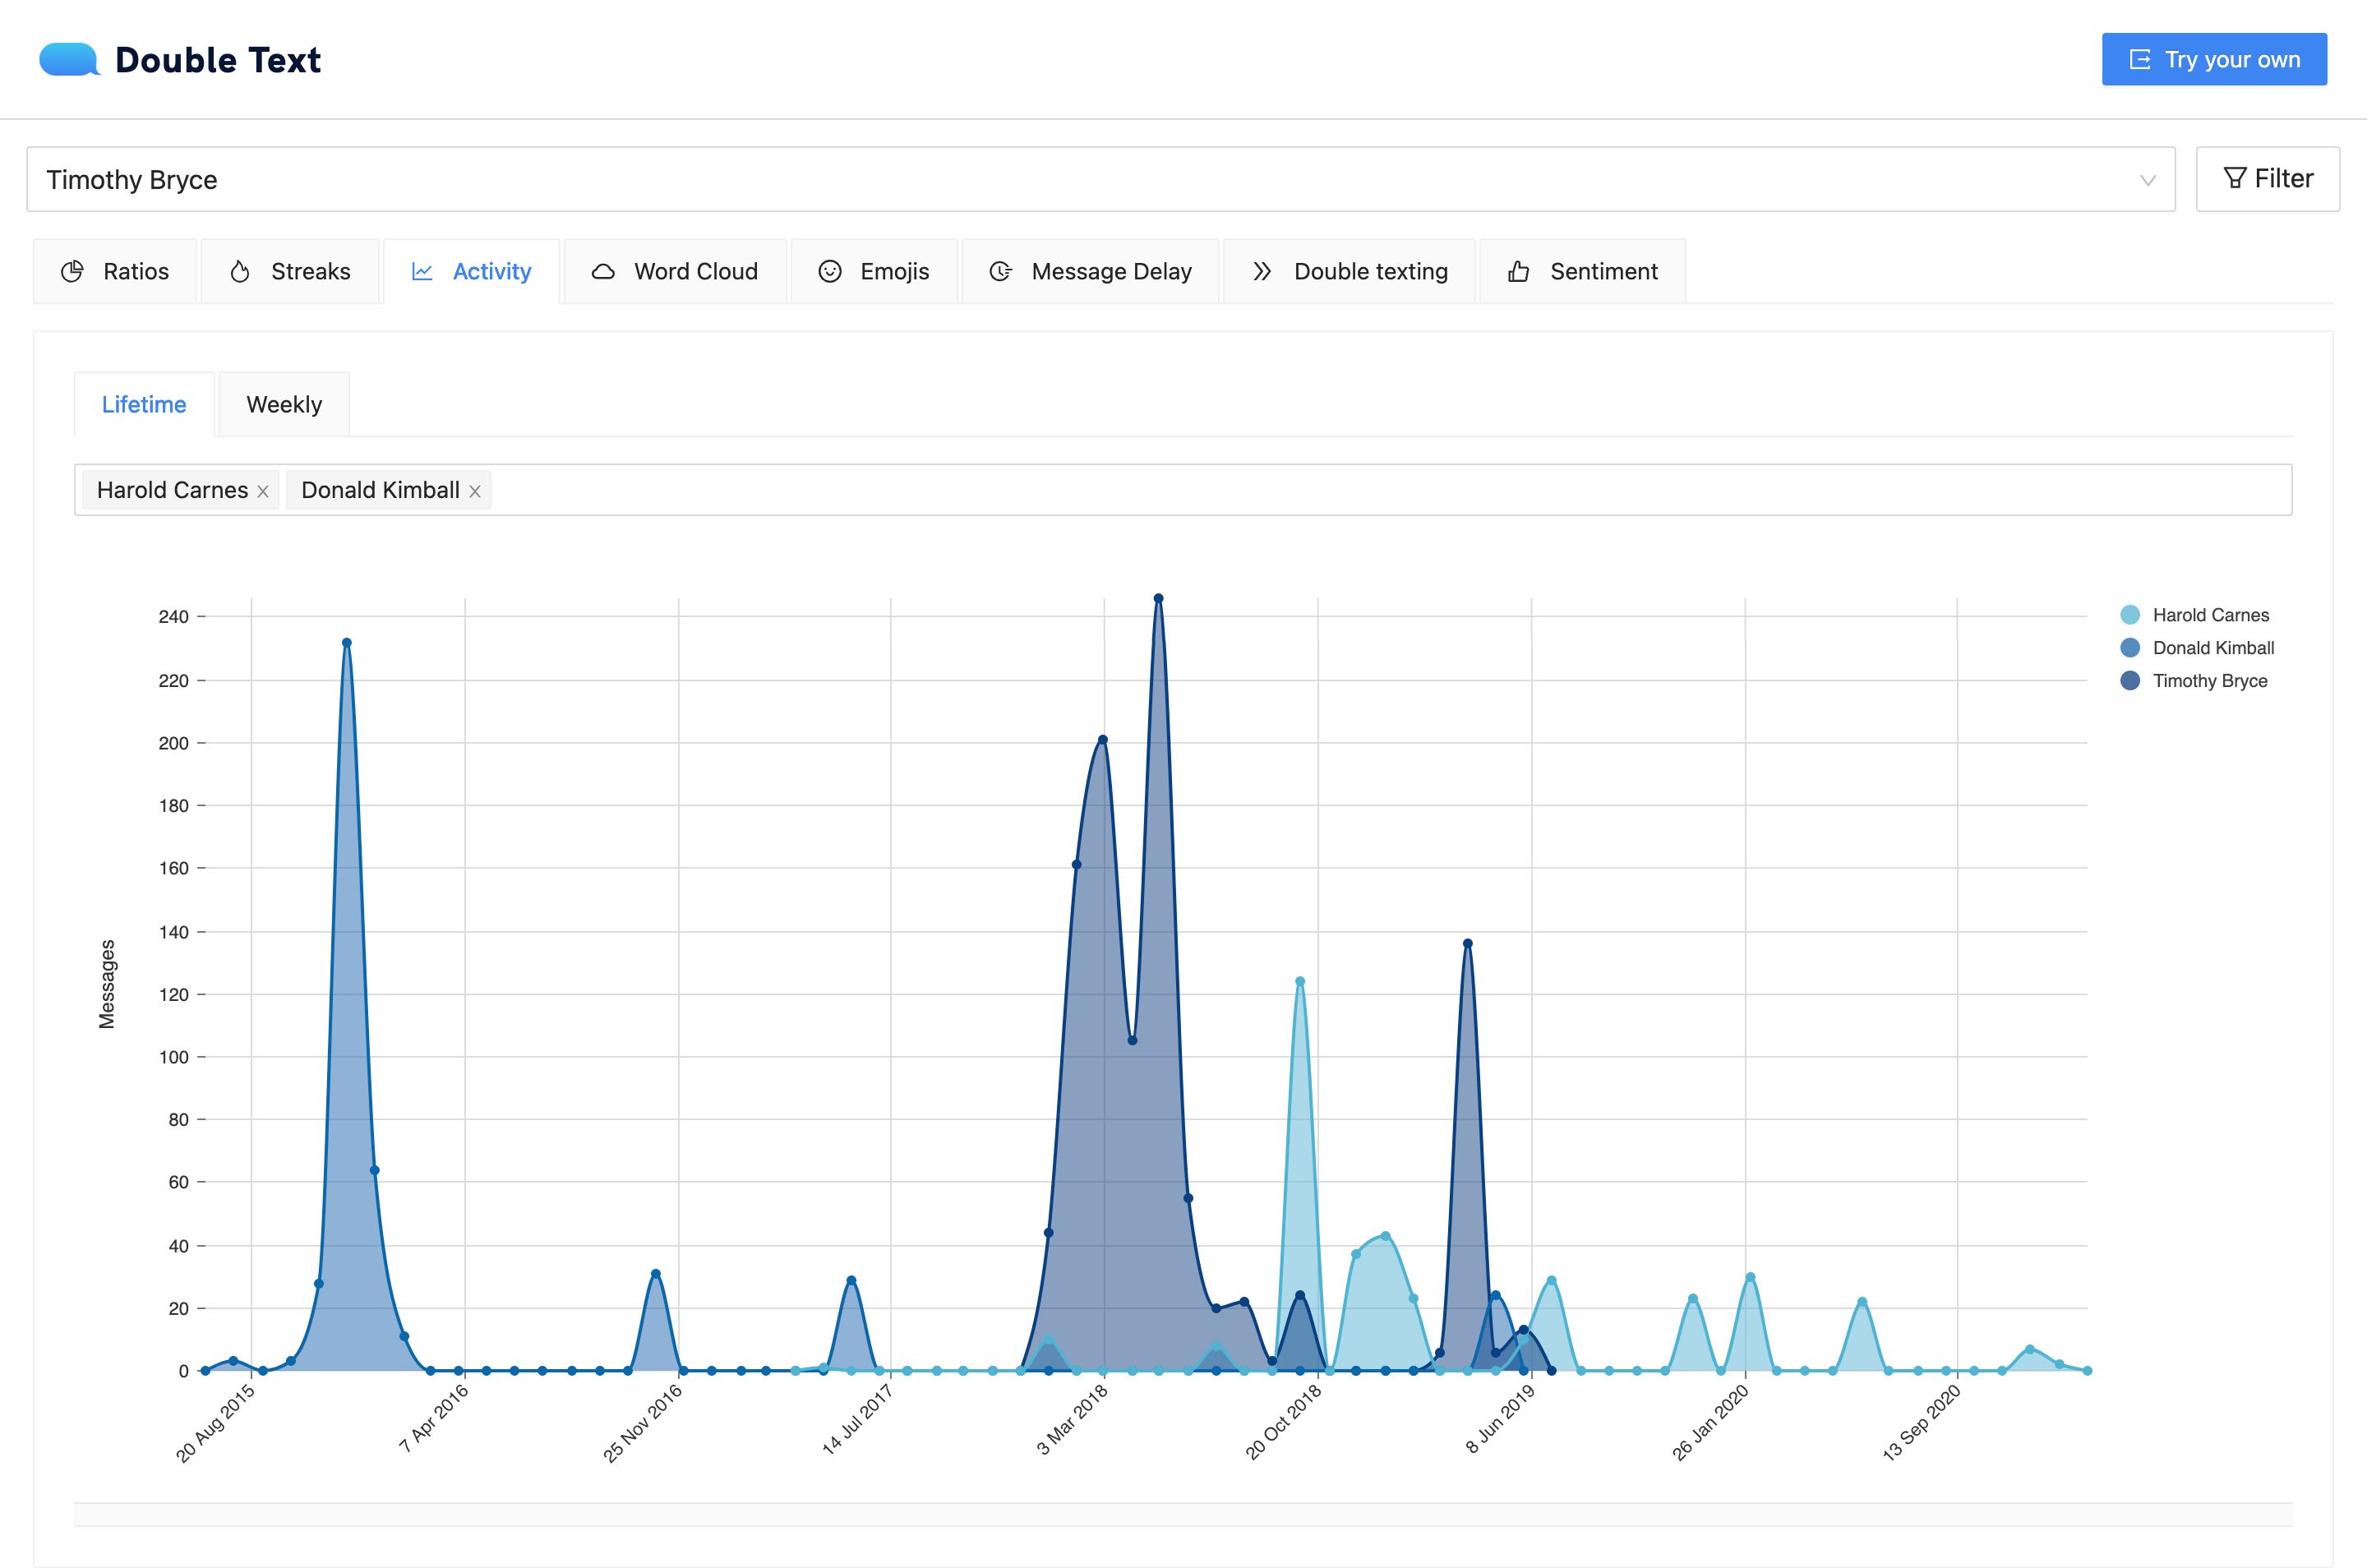 Double Text
Try your own
Timothy Bryce
Filter
Ratios
Streaks
Activity
Word Cloud
Emojis
Message Delay
Double texting
Sentiment
Lifetime
Weekly
Harold Carnes
Donald Kimball
240
220
200
180
160
140
120
100
80
60
40
20
0
Messages
20 Aug 2015
7 Apr 2016
25 Nov 2016
14 Jul 2017
3 Mar 2018
20 Oct 2018
8 Jun 2019
26 Jan 2020
13 Sep 2020
Harold Carnes
Donald Kimball
Timothy Bryce